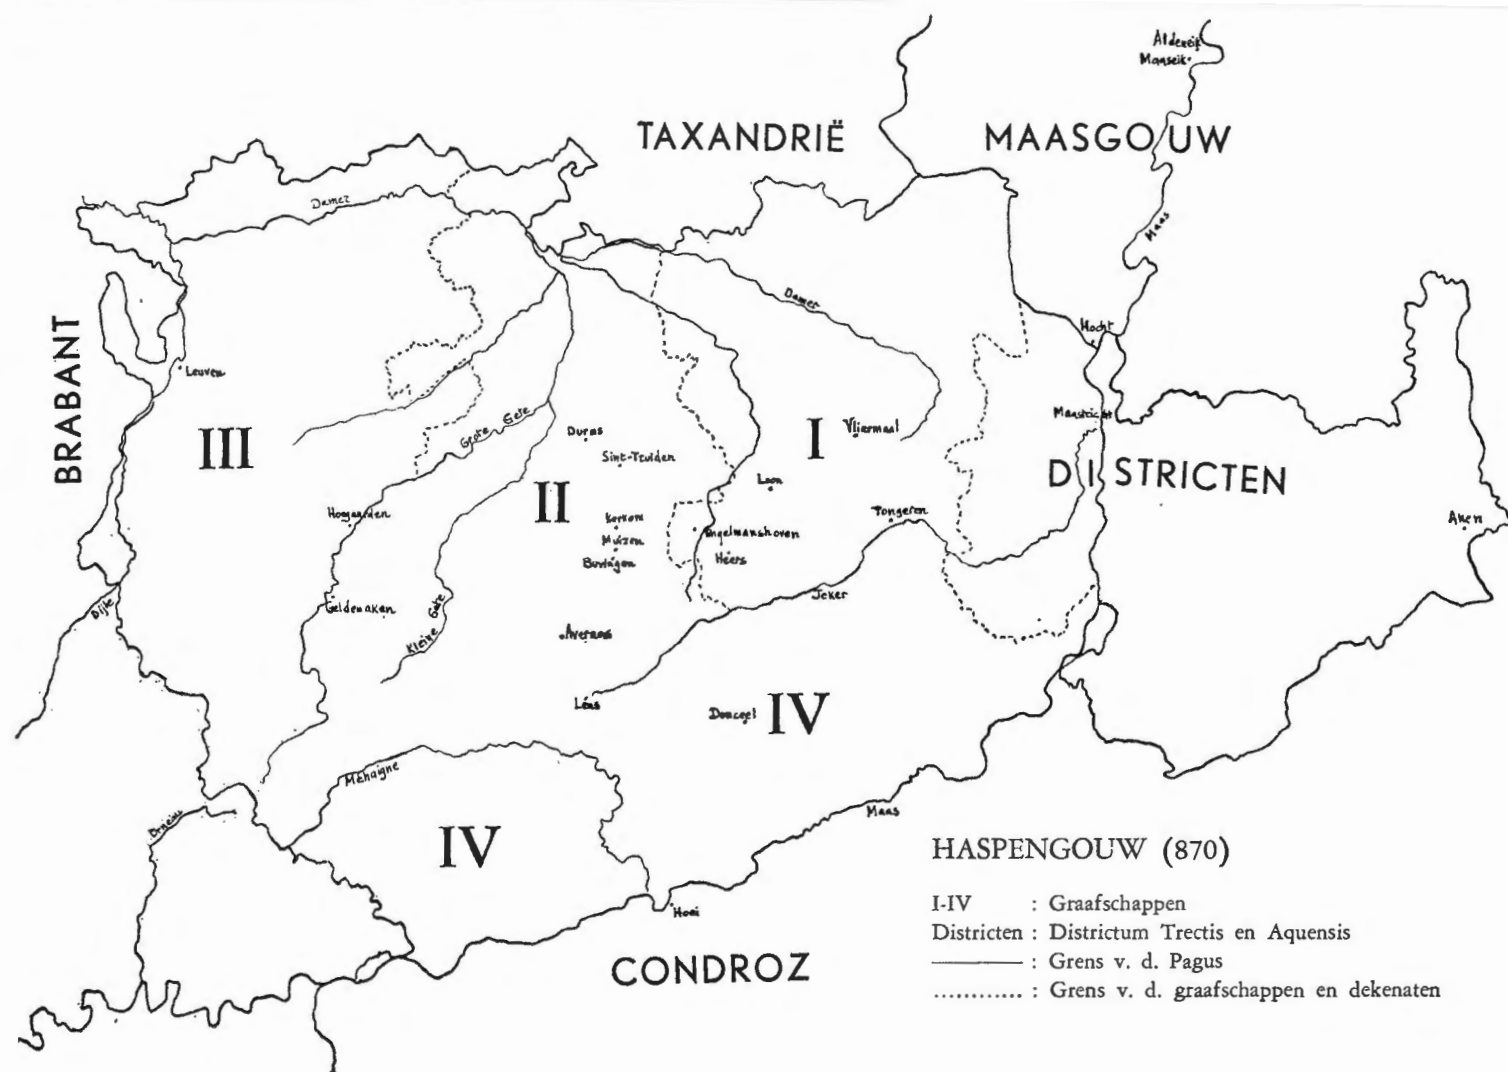 Aldeneik
Maaseik
TAXANDRIË
MAASGOUW
Demer
Maas
Demer
Hocht
BRABANT
Leuven
Maastricht
III
Duras
I
Vliermaal
Grote Gete
Sint-Truiden
DISTRICTEN
Loon
II
Hoegaarden
Kerkom
Tongeren
Aken
Muizen
Engelmanshoven
Buvingen
Heers
Dijle
Geldenaken
Kleine Gete
Jeker
Avernas
Léns
Donceel
IV
Méhaigne
Orneau
Maas
IV
Hoei
CONDROZ
HASPENGOUW (870)
I-IV : Graafschappen
Districten : Districtum Trectis en Aquensis
: Grens v. d. Pagus
............ : Grens v. d. graafschappen en dekenaten